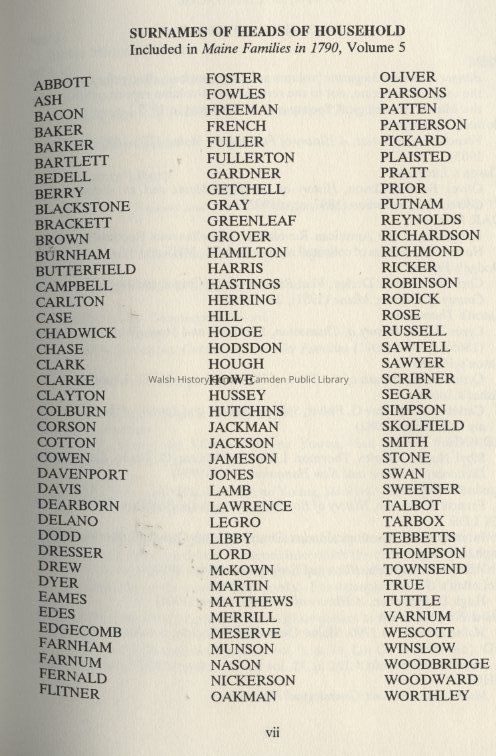 SURNAMES OF HEADS OF HOUSEHOLD
Included in Maine Families in 1790, Volume 5
ABBOTT
ASH
BACON
BAKER
BARKER
BARTLETT
BEDELL
BERRY
BLACKSTONE
BRACKETT
BROWN
BURNHAM
BUTTERFIELD
CAMPBELL
CARLTON
CASE
CHADWICK
CHASE
CLARK
CLARKE
CLAYTON
COLBURN
CORSON
COTTON
COWEN
DAVENPORT
DAVIS
DEARBORN
DELANO
DODD
DRESSER
DREW
DYER
EAMES
EDES
EDGECOMB
FARNHAM
FARNUM
FERNALD
FLITNER
FOSTER
FOWLES
FREEMAN
FRENCH
FULLER
FULLERTON
GARDNER
GETCHELL
GRAY
GREENLEAF
GROVER
HAMILTON
HARRIS
HASTINGS
HERRING
HILL
HODGE
HODSDON
HOUGH
HOWE
HUSSEY
HUTCHINS
JACKMAN
JACKSON
JAMESON
JONES
LAMB
LAWRENCE
LEGRO
LIBBY
LORD
McKOWN
MARTIN
MATTHEWS
MERRILL
MESERVE
MUNSON
NASON
NICKERSON
OAKMAN
OLIVER
PARSONS
PATTEN
PATTERSON
PICKARD
PLAISTED
PRATT
PRIOR
PUTNAM
REYNOLDS
RICHARDSON
RICHMOND
RICKER
ROBINSON
RODICK
ROSE
RUSSELL
SAWTELL
SAWYER
SCRIBNER
SEGAR
SIMPSON
SKOLFIELD
SMITH
STONE
SWAN
SWEETSER
TALBOT
TARBOX
TEBBETTS
THOMPSON
TOWNSEND
TRUE
TUTTLE
VARNUM
WESCOTT
WINSLOW
WOODBRIDGE
WOODWARD
WORTHLEY
Walsh History Camden Public Library
vii